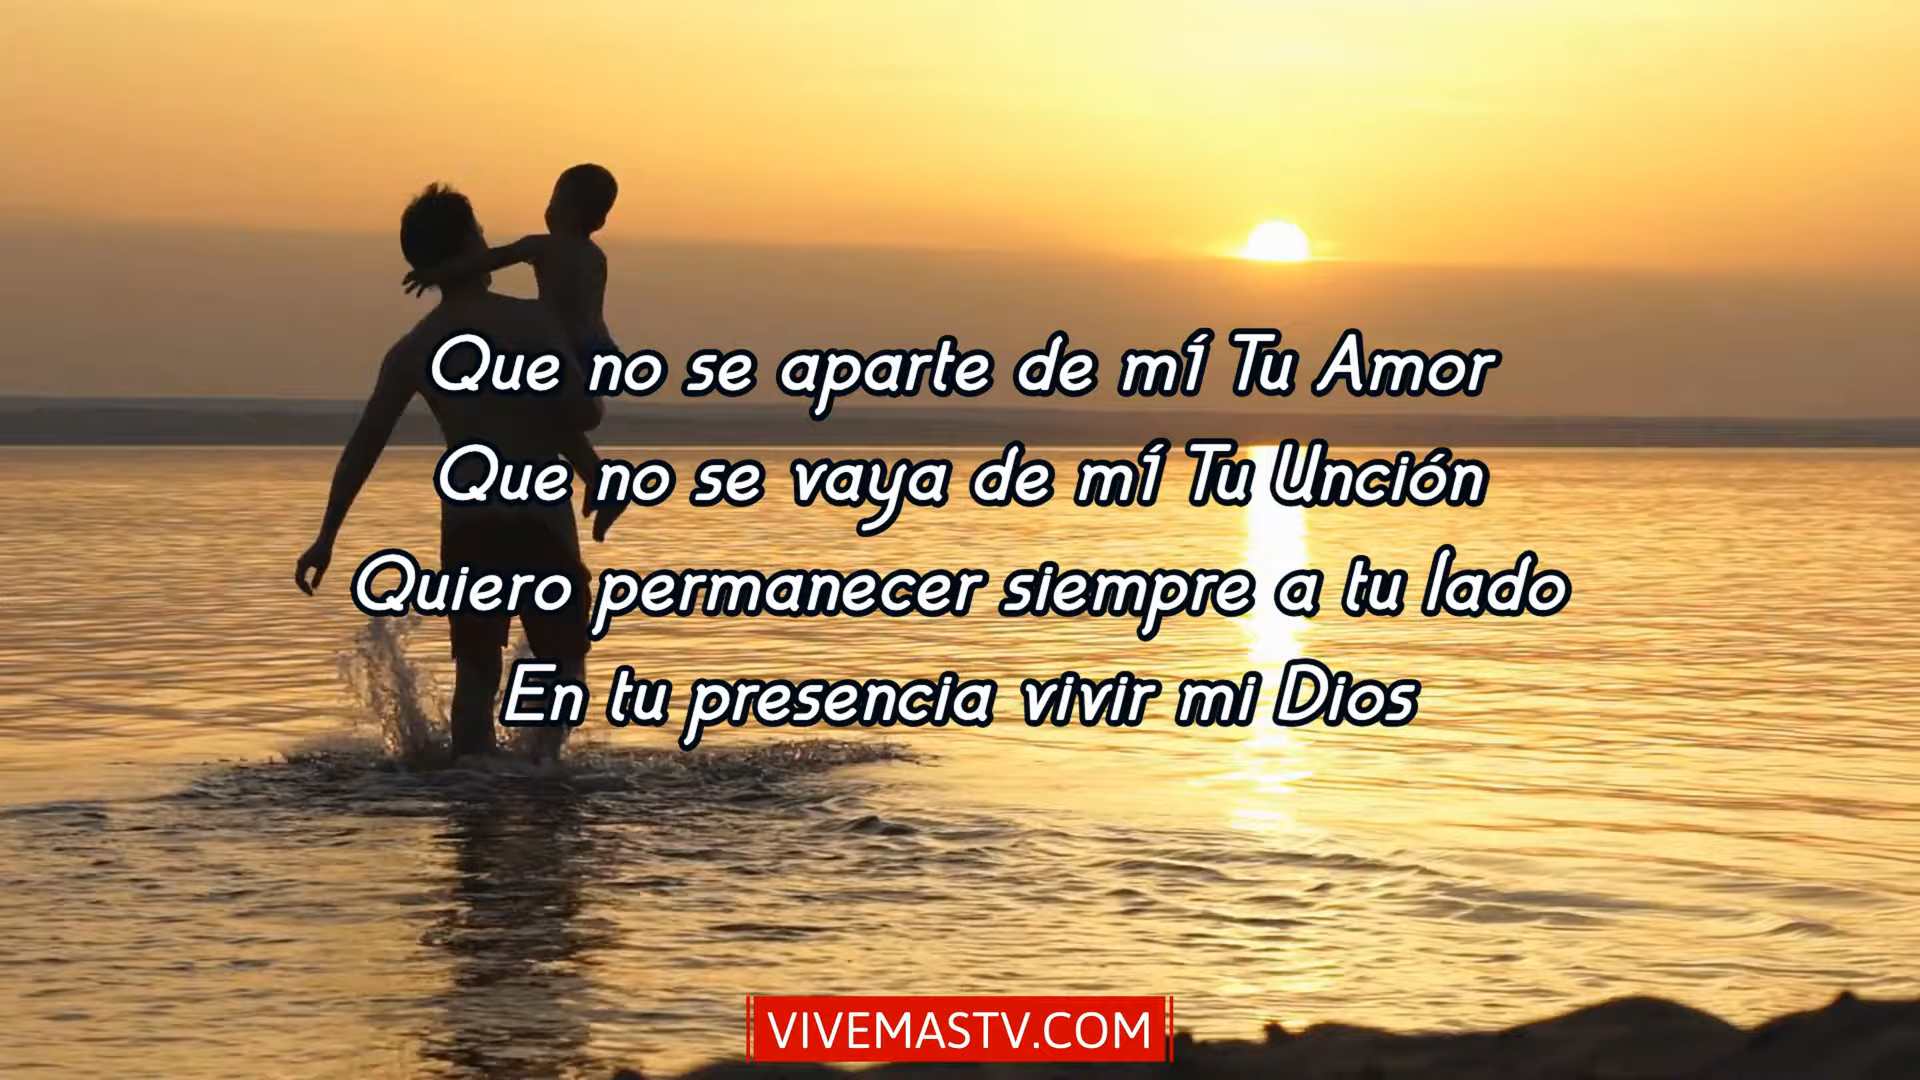 Que no se aparte de mí Tu Amor
Que no se vaya de mí Tu Unción
Quiero permanecer siempre a tu lado
En tu presencia vivir mi Dios
VIVEMASTV.COM